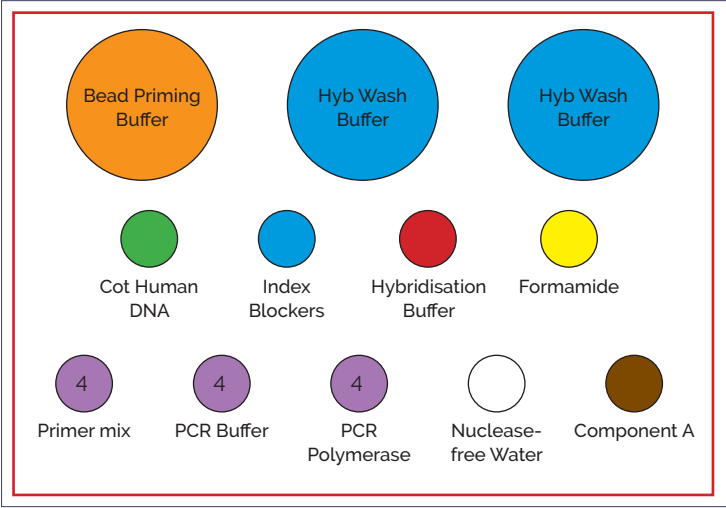 Bead Priming
Buffer
Hyb Wash
Buffer
Hyb Wash
Buffer
Cot Human
DNA
Index
Blockers
Hybridisation
Buffer
Formamide
4
Primer mix
4
PCR Buffer
4
PCR
Polymerase
Nuclease-
free Water
Component A